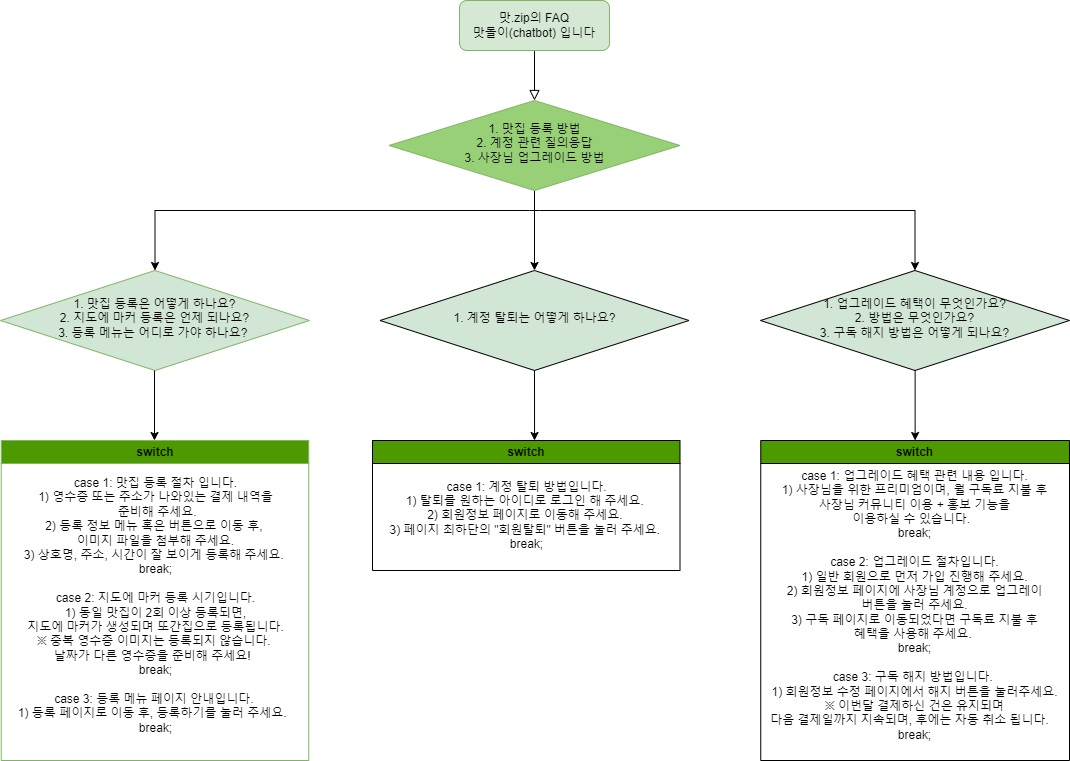 맛.zip의 FAQ
맛돌이(chatbot) 입니다
1. 맛집 등록 방법
2. 계정 관련 질의응답
3. 사장님 업그레이드 방법
1. 맛집 등록은 어떻게 하나요?
2. 지도에 마커 등록은 언제 되나요?
3. 등록 메뉴는 어디로 가야 하나요?
1. 계정 탈퇴는 어떻게 하나요?
1. 업그레이드 혜택이 무엇인가요?
2. 방법은 무엇인가요?
3. 구독 해지 방법은 어떻게 되나요?
switch
case 1: 맛집 등록 절차 입니다.
1) 영수증 또는 주소가 나와있는 결제 내역을
준비해 주세요.
2) 등록 정보 메뉴 혹은 버튼으로 이동 후,
이미지 파일을 첨부해 주세요.
3) 상호명, 주소, 시간이 잘 보이게 등록해 주세요.
break;
case 2: 지도에 마커 등록 시기입니다.
1) 동일 맛집이 2회 이상 등록되면,
지도에 마커가 생성되며 또간집으로 등록됩니다.
※ 중복 영수증 이미지는 등록되지 않습니다.
날짜가 다른 영수증을 준비해 주세요!
break;
case 3: 등록 메뉴 페이지 안내입니다.
1) 등록 페이지로 이동 후, 등록하기를 눌러 주세요.
break;
switch
case 1: 계정 탈퇴 방법입니다.
1) 탈퇴를 원하는 아이디로 로그인 해 주세요.
2) 회원정보 페이지로 이동해 주세요.
3) 페이지 최하단의 "회원탈퇴" 버튼을 눌러 주세요.
break;
switch
case 1: 업그레이드 혜택 관련 내용 입니다.
1) 사장님을 위한 프리미엄이며, 월 구독료 지불 후
사장님 커뮤니티 이용 + 홍보 기능을
이용하실 수 있습니다.
break;
case 2: 업그레이드 절차입니다.
1) 일반 회원으로 먼저 가입 진행해 주세요.
2) 회원정보 페이지에 사장님 계정으로 업그레이
버튼을 눌러 주세요.
3) 구독 페이지로 이동되었다면 구독료 지불 후
혜택을 사용해 주세요.
break;
case 3: 구독 해지 방법입니다.
1) 회원정보 수정 페이지에서 해지 버튼을 눌러주세요.
※ 이번달 결제하신 건은 유지되며
다음 결제일까지 지속되며, 후에는 자동 취소 됩니다.
break;